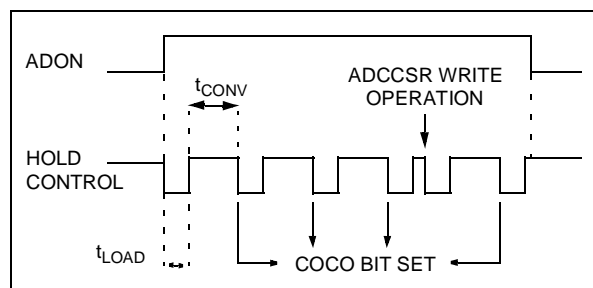 ADON
ADCCSR WRITE
OPERATION
tCONV
HOLD
CONTROL
tLOAD
COCO BIT SET